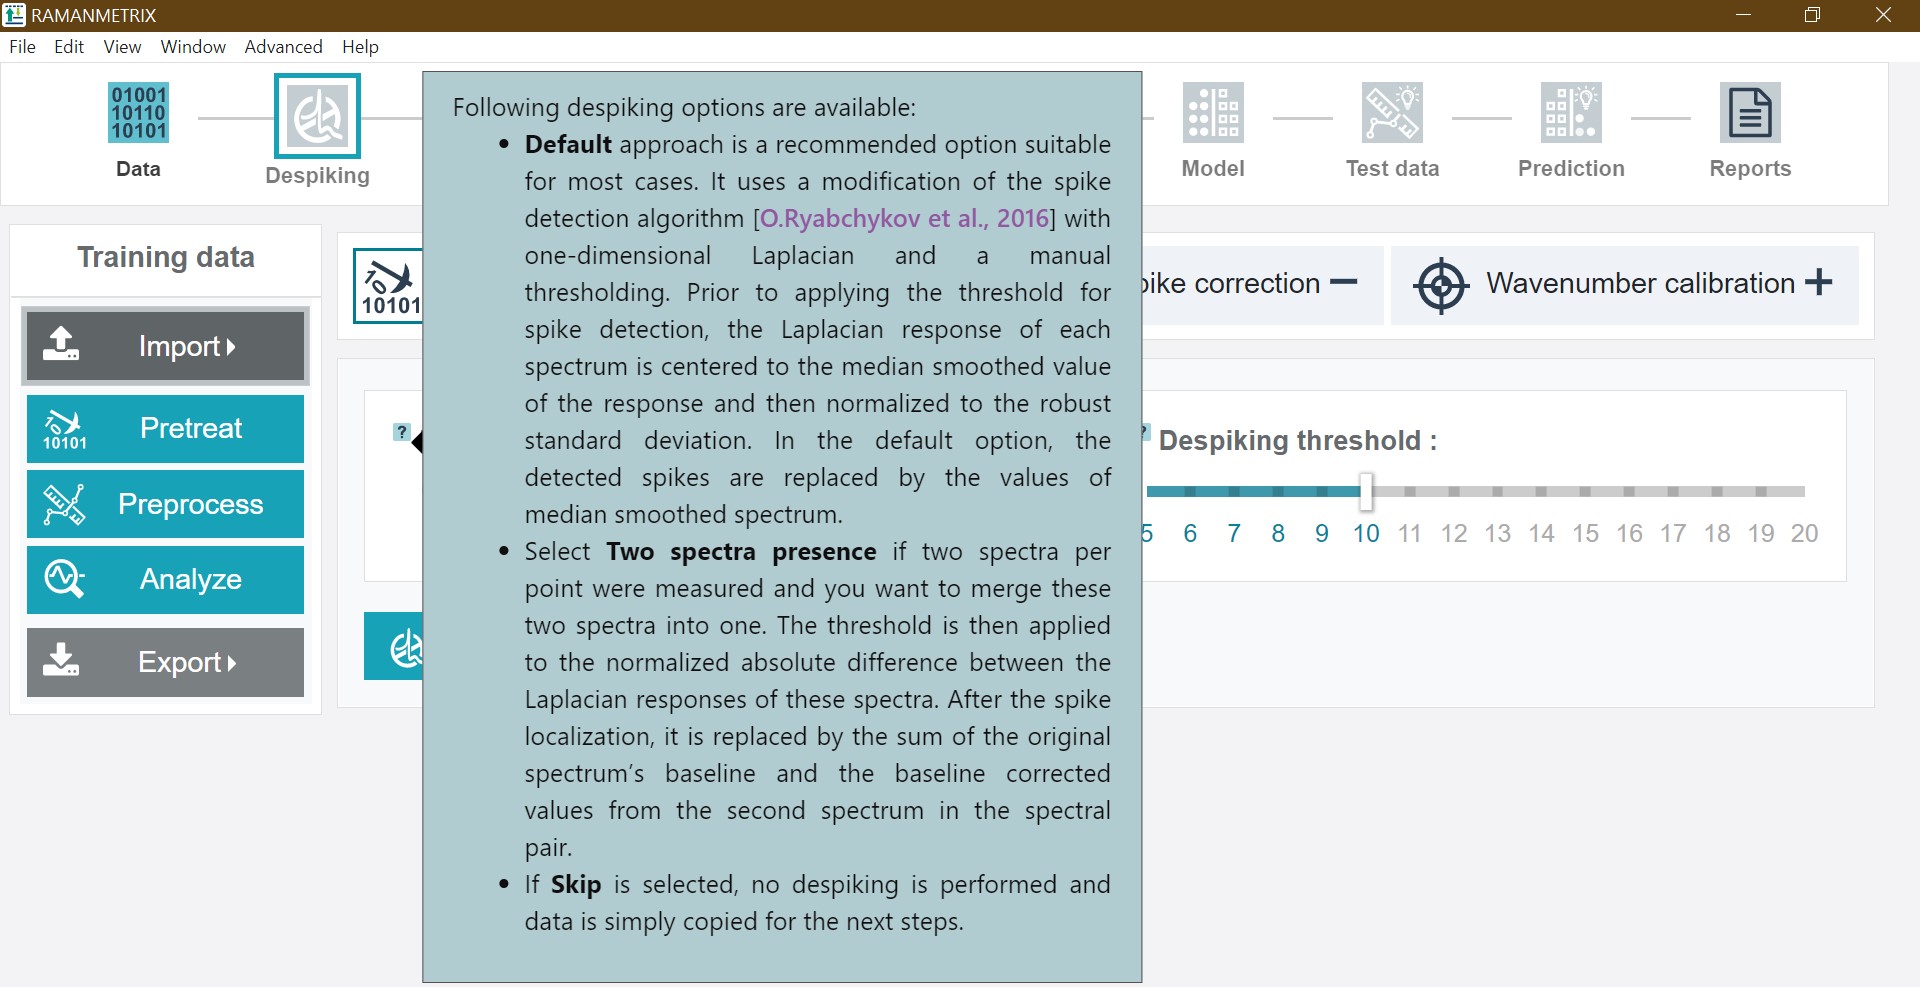 RAMANMETRIX
File Edit View Window Advanced Help
01001
10110
10101
Data
Despiking
Model
Test data
Prediction
Reports
Training data
Import
Pretreat
10101
Preprocess
Analyze
Export
10101
Following despiking options are available:
• Default approach is a recommended option suitable
for most cases. It uses a modification of the spike
detection algorithm [O.Ryabchykov et al., 2016] with
one-dimensional Laplacian and a manual
thresholding. Prior to applying the threshold for
spike detection, the Laplacian response of each
spectrum is centered to the median smoothed value
of the response and then normalized to the robust
standard deviation. In the default option, the
detected spikes are replaced by the values of
median smoothed spectrum.
• Select Two spectra presence if two spectra per
point were measured and you want to merge these
two spectra into one. The threshold is then applied
to the normalized absolute difference between the
Laplacian responses of these spectra. After the spike
localization, it is replaced by the sum of the original
spectrum's baseline and the baseline corrected
values from the second spectrum in the spectral
pair.
• If Skip is selected, no despiking is performed and
data is simply copied for the next steps.
correction
Wavenumber calibration
?
? Despiking threshold :
5 6 7 8 9 10 11 12 13 14 15 16 17 18 19 20